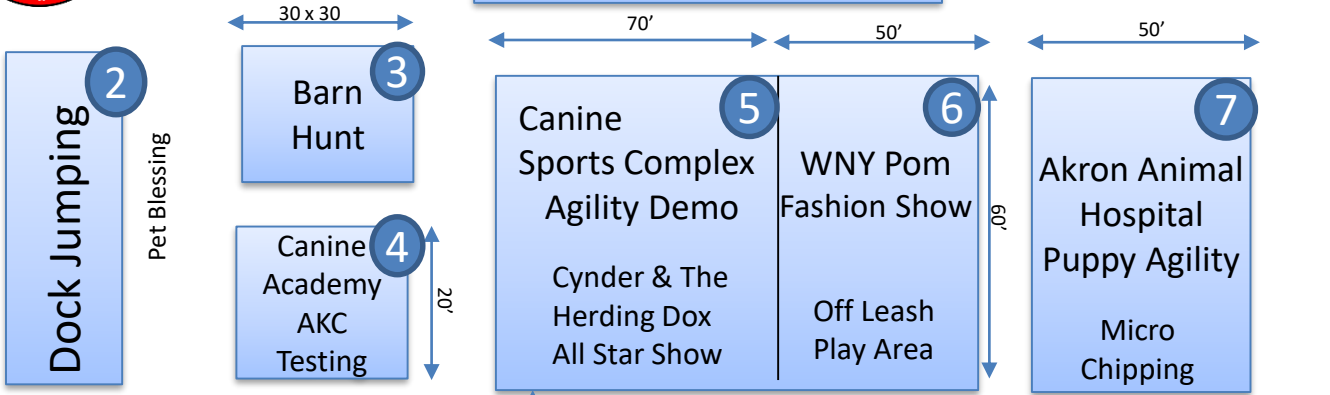 2
Dock Jumping
Pet Blessing
30 x 30
3
Barn
Hunt
4
Canine
Academy
AKC
Testing
20’
70’
5
Canine
Sports Complex
Agility Demo
Cynder & The
Herding Dox
All Star Show
50’
6
WNY Pom
Fashion Show
Off Leash
Play Area
60’
50’
7
Akron Animal
Hospital
Puppy Agility
Micro
Chipping